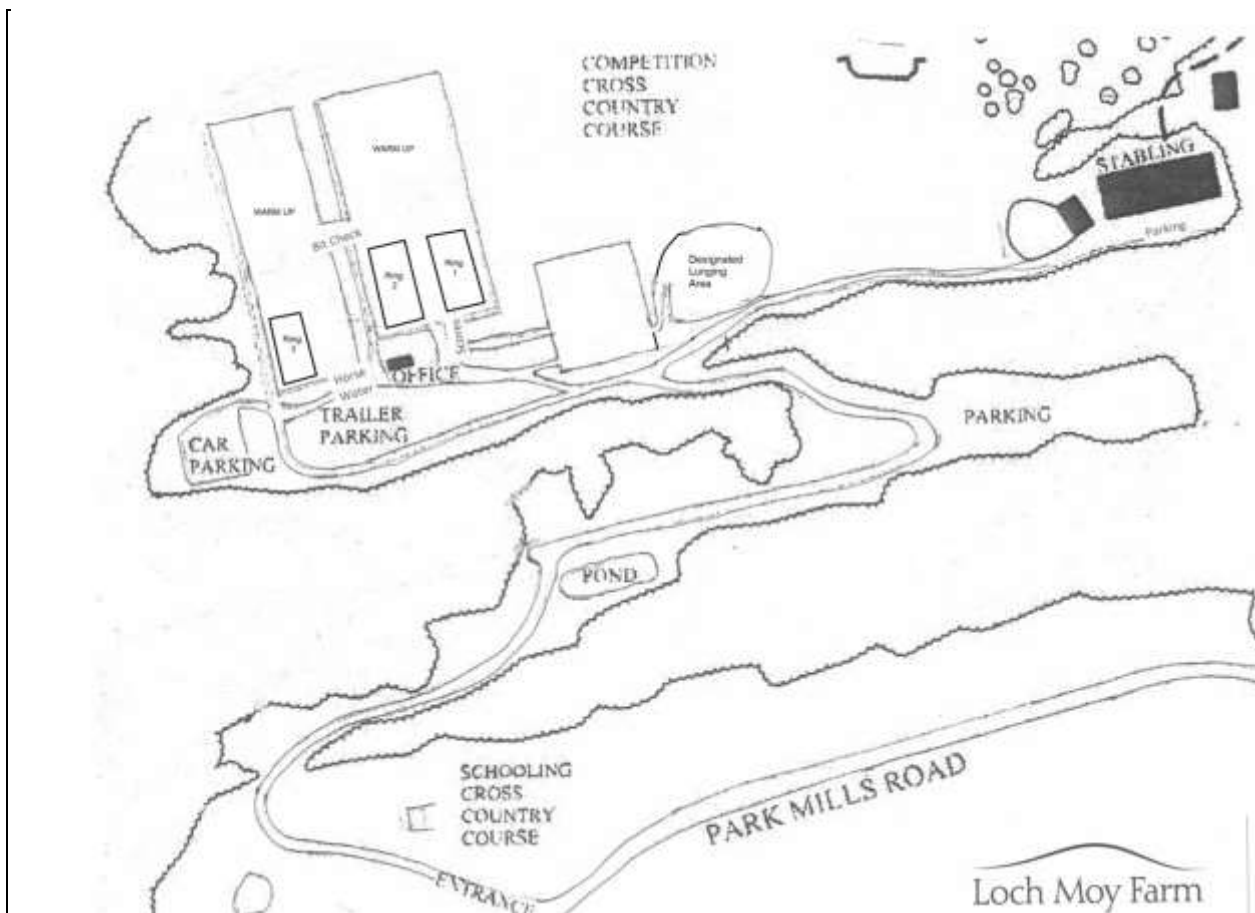 COMPETITION
CROSS
COUNTRY
COURSE
WARM UP
WARM UP
STABLING
Bit Check
Parking
Ring
2
Ring
1
Designated
Lunging
Area
Ring
3
Scores
Horse
Water
OFFICE
TRAILER
PARKING
CAR
PARKING
PARKING
POND
SCHOOLING
CROSS
COUNTRY
COURSE
PARK MILLS ROAD
ENTRANCE
Loch Moy Farm